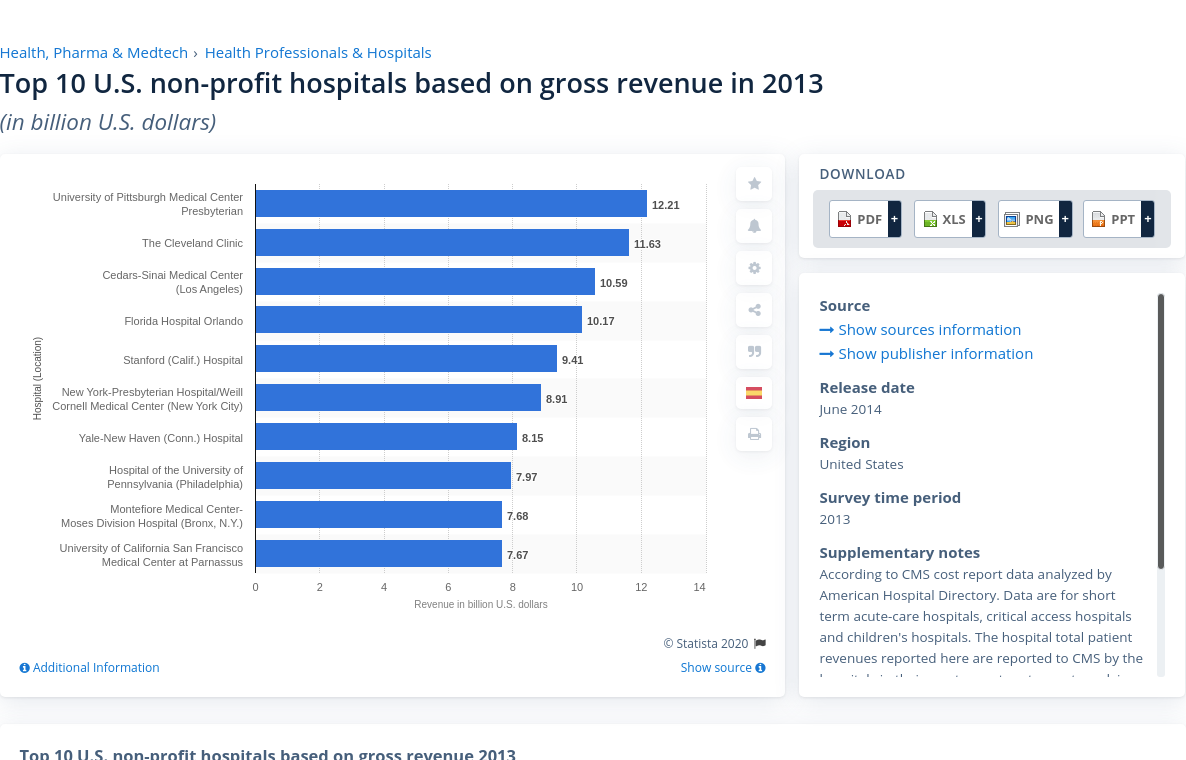 Health, Pharma & Medtech › Health Professionals & Hospitals
Top 10 U.S. non-profit hospitals based on gross revenue in 2013
(in billion U.S. dollars)
Hospital (Location)
University of Pittsburgh Medical Center
Presbyterian
12.21
The Cleveland Clinic
11.63
Cedars-Sinai Medical Center
(Los Angeles)
10.59
Florida Hospital Orlando
10.17
Stanford (Calif.) Hospital
9.41
New York-Presbyterian Hospital/Weill
Cornell Medical Center (New York City)
8.91
Yale-New Haven (Conn.) Hospital
8.15
Hospital of the University of
Pennsylvania (Philadelphia)
7.97
Montefiore Medical Center-
Moses Division Hospital (Bronx, N.Y.)
7.68
University of California San Francisco
Medical Center at Parnassus
7.67
0 2 4 6 8 10 12 14
Revenue in billion U.S. dollars
© Statista 2020
Additional Information
Show source
DOWNLOAD
PDF + XLS + PNG + PPT +
Source
Show sources information
Show publisher information
Release date
June 2014
Region
United States
Survey time period
2013
Supplementary notes
According to CMS cost report data analyzed by
American Hospital Directory. Data are for short
term acute-care hospitals, critical access hospitals
and children's hospitals. The hospital total patient
revenues reported here are reported to CMS by the
Top 10 U.S. non-profit hospitals based on gross revenue 2013